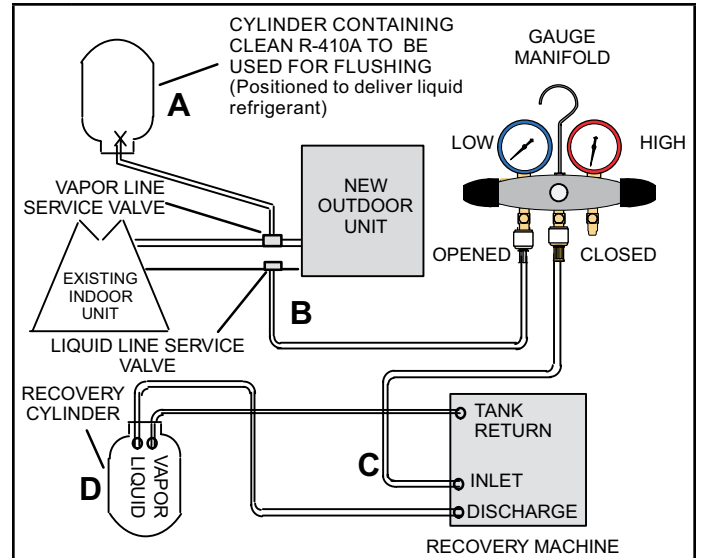 CYLINDER CONTAINING
CLEAN R-410A TO BE
USED FOR FLUSHING
(Positioned to deliver liquid
refrigerant)
A
GAUGE
MANIFOLD
LOW
HIGH
VAPOR LINE
SERVICE VALVE
NEW
OUTDOOR
UNIT
OPENED
CLOSED
EXISTING
INDOOR
UNIT
B
LIQUID LINE SERVICE
VALVE
RECOVERY
CYLINDER
TANK
RETURN
C
D
LIQUID
VAPOR
INLET
DISCHARGE
RECOVERY MACHINE